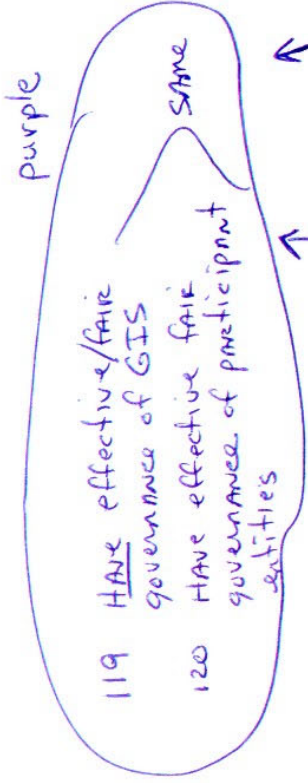 purple
119 HAVE effective/fair
governance of GIS
120 HAVE effective fair
governance of participant
entities
SAME